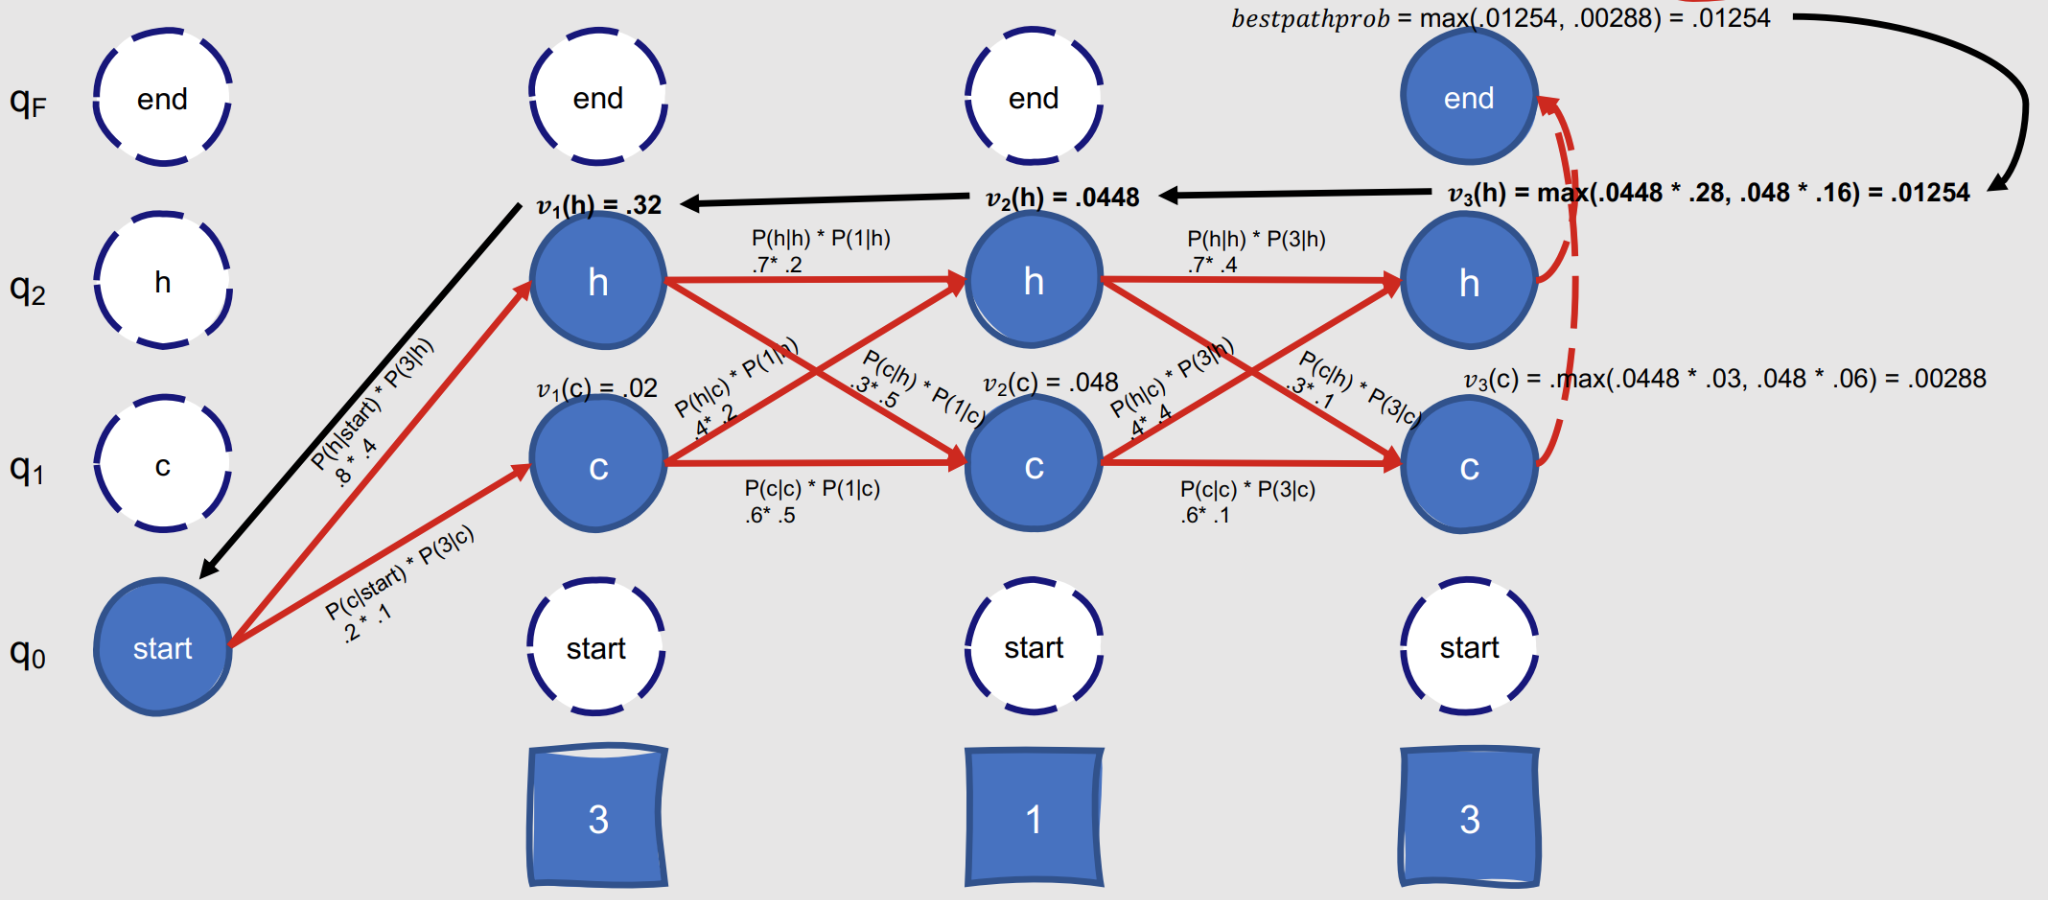 bestpathprob = max(.01254, .00288) = .01254
qF
end
end
end
end
v1(h) = .32
v2(h) = .0448
v3(h) = max(.0448 * .28, .048 * .16) = .01254
P(h|h) * P(1|h)
.7* .2
P(h|h) * P(3|h)
.7* .4
q2
h
h
h
h
P(h|start) * P(3|h)
.8 * .4
P(h|c) * P(1|h)
.4* .2
P(c|h) * P(1|c)
.3* .5
P(h|c) * P(3|h)
.4* .4
P(c|h) * P(3|c)
.3* .1
v1(c) = .02
v2(c) = .048
v3(c) = .max(.0448 * .03, .048 * .06) = .00288
q1
c
c
c
c
P(c|c) * P(1|c)
.6* .5
P(c|c) * P(3|c)
.6* .1
P(c|start) * P(3|c)
.2 * .1
q0
start
start
start
start
3
1
3